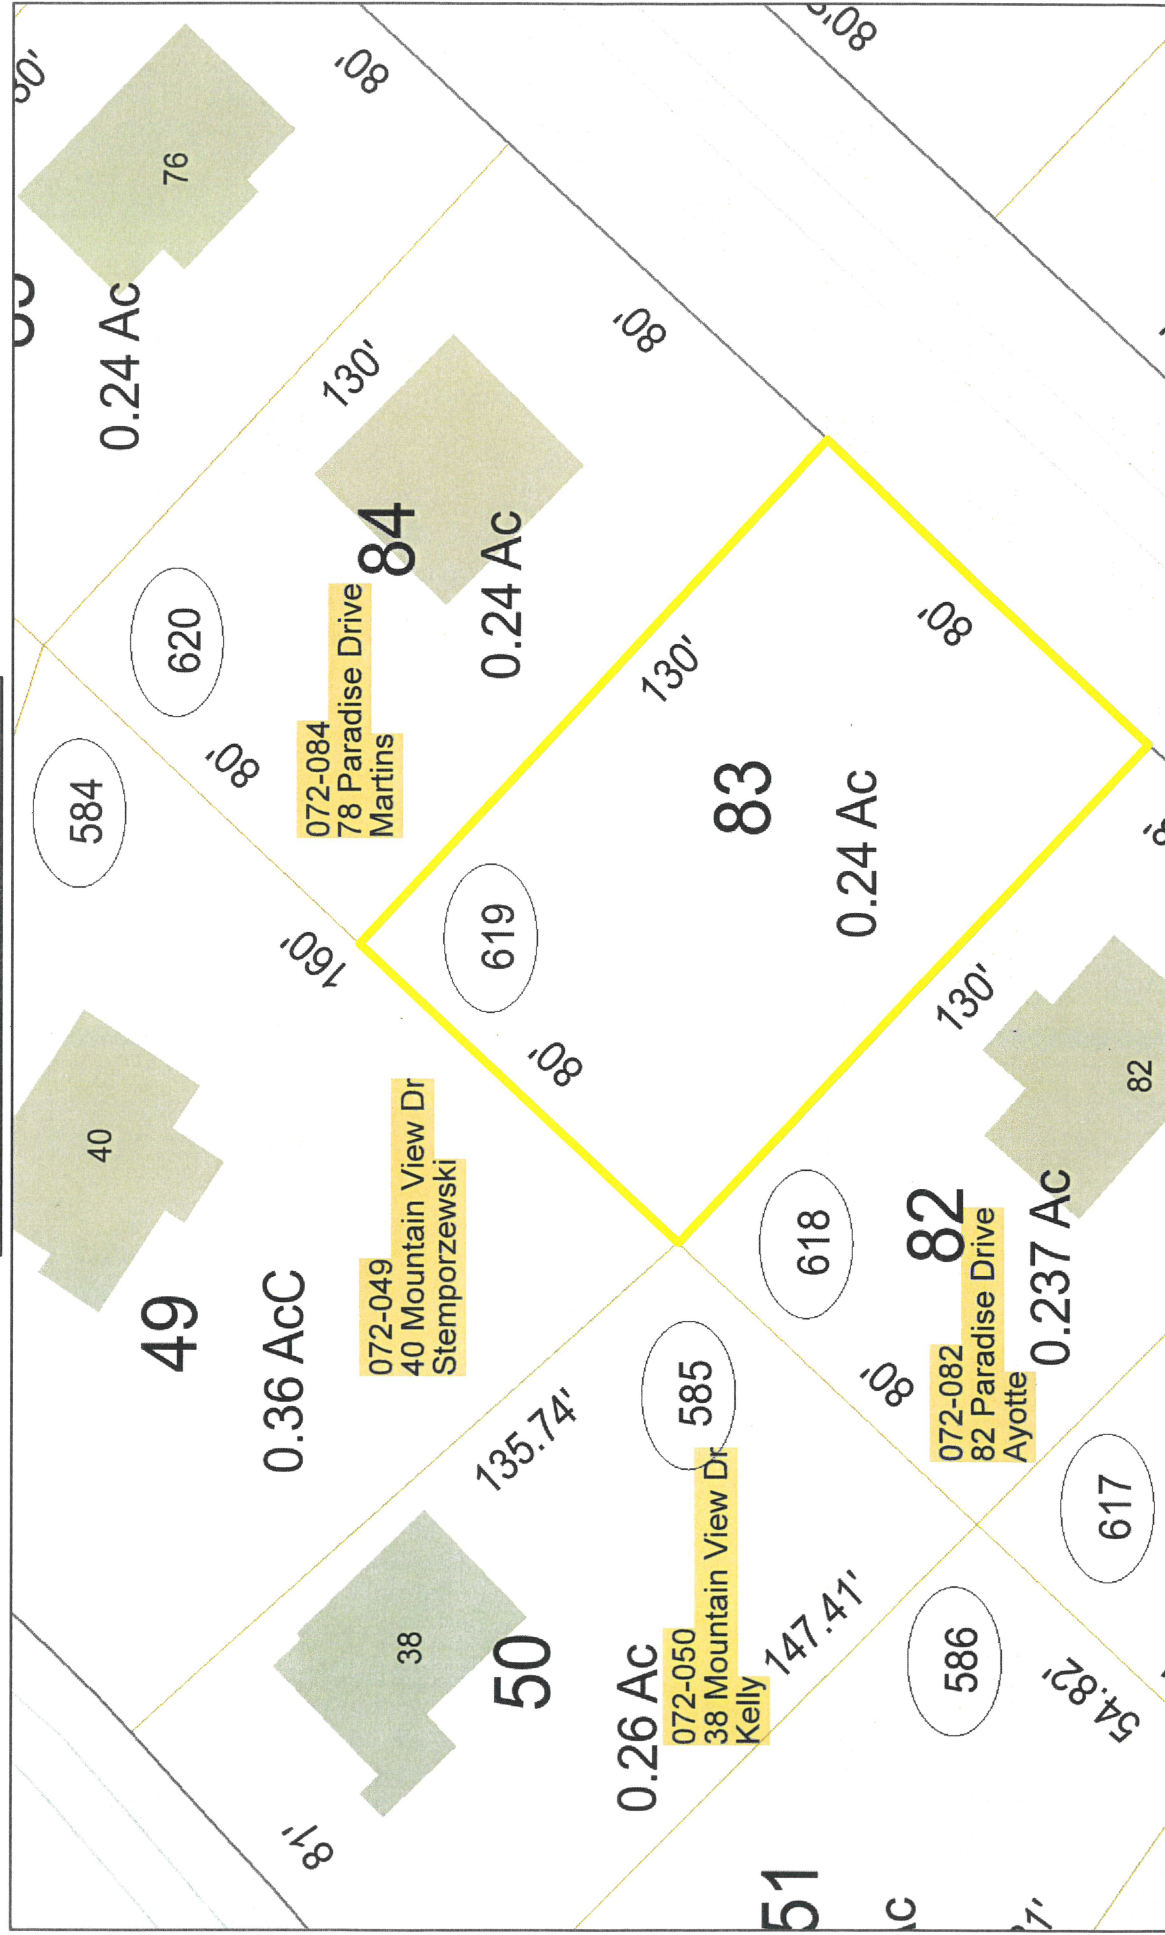 49
0.36 AcC
40
072-049
40 Mountain View Dr
Stemporzewski
584
160'
80'
620
80'
072-084
78 Paradise Drive
Martins
84
0.24 Ac
130'
0.24 Ac
76
80'
80'
80'
81'
38
50
0.26 Ac
072-050
38 Mountain View Dr
Kelly
135.74'
147.41'
585
619
130'
83
0.24 Ac
80'
130'
618
80'
82
072-082
82 Paradise Drive
Ayotte
0.237 Ac
82
51
586
54.82'
617